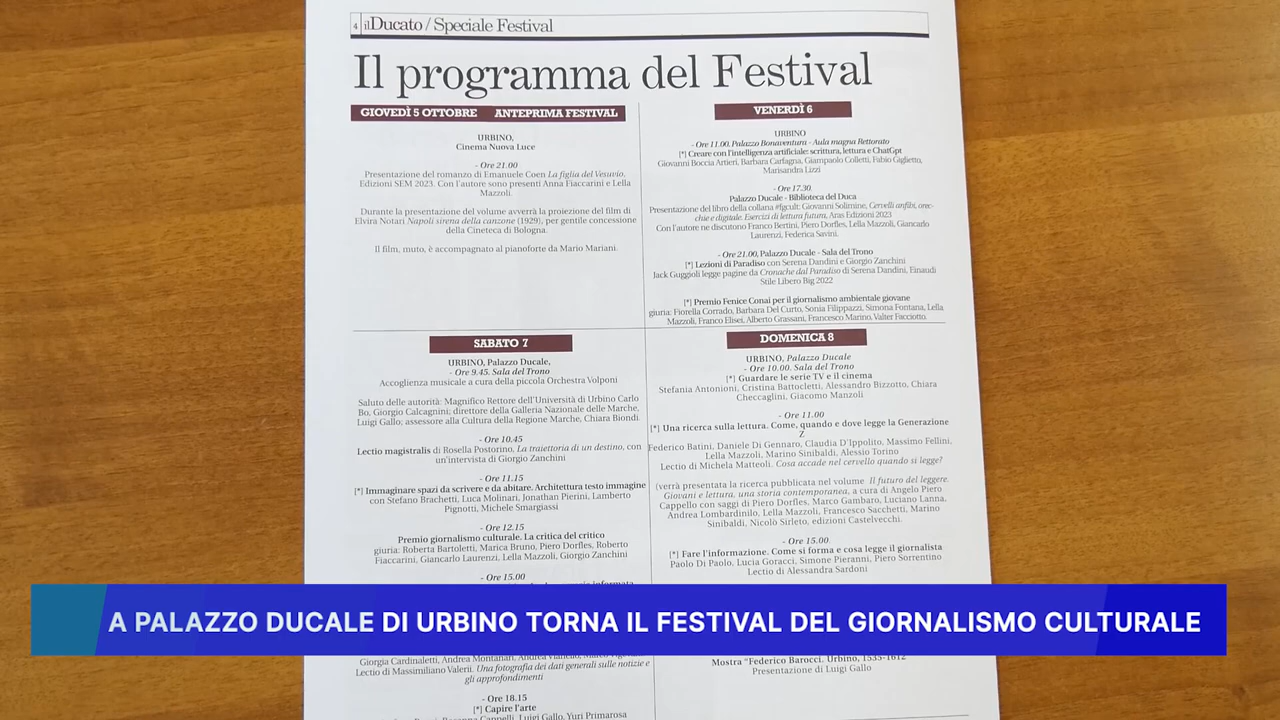 4 ilDucato / Speciale Festival
Il programma del Festival
GIOVEDÌ 5 OTTOBRE ANTEPRIMA FESTIVAL
URBINO,
Cinema Nuova Luce
- Ore 21.00
Presentazione del romanzo di Emanuele Coen La figlia del Vesuvio,
Edizioni SEM 2023. Con l'autore sono presenti Anna Fiaccarini e Lella
Mazzoli.
Durante la presentazione del volume avverrà la proiezione del film di
Elvira Notari Napoli sirena della canzone (1929), per gentile concessione
della Cineteca di Bologna.
Il film, muto, è accompagnato al pianoforte da Mario Mariani.
VENERDÌ 6
URBINO
- Ore 11.00, Palazzo Bonaventura - Aula magna Rettorato
[*] Creare con l'intelligenza artificiale: scrittura, lettura e ChatGpt
Giovanni Boccia Artieri, Barbara Carfagna, Giampaolo Colletti, Fabio Giglietto,
Marisandra Lizzi
- Ore 17.30,
Palazzo Ducale - Biblioteca del Duca
Presentazione del libro della collana #fgcult: Giovanni Solimine, Cervelli anfibi, orec-
chie e digitale. Esercizi di lettura futura, Aras Edizioni 2023
Con l'autore ne discutono Franco Bertini, Piero Dorfles, Lella Mazzoli, Giancarlo
Laurenzi, Federica Savini.
- Ore 21.00, Palazzo Ducale - Sala del Trono
[*] Lezioni di Paradiso con Serena Dandini e Giorgio Zanchini
Jack Guggioli legge pagine da Cronache dal Paradiso di Serena Dandini, Einaudi
Stile Libero Big 2022
[*] Premio Fenice Conai per il giornalismo ambientale giovane
giuria: Fiorella Corrado, Barbara Del Curto, Sonia Filippazzi, Simona Fontana, Lella
Mazzoli, Franco Elisei, Alberto Grassani, Francesco Marino, Valter Facciotto.
SABATO 7
URBINO, Palazzo Ducale,
- Ore 9.45. Sala del Trono
Accoglienza musicale a cura della piccola Orchestra Volponi
Saluto delle autorità: Magnifico Rettore dell'Università di Urbino Carlo
Bo, Giorgio Calcagnini; direttore della Galleria Nazionale delle Marche,
Luigi Gallo; assessore alla Cultura della Regione Marche, Chiara Biondi.
- Ore 10.45
Lectio magistralis di Rosella Postorino, La traiettoria di un destino, con
un'intervista di Giorgio Zanchini
- Ore 11.15
[*] Immaginare spazi da scrivere e da abitare. Architettura testo immagine
con Stefano Brachetti, Luca Molinari, Jonathan Pierini, Lamberto
Pignotti, Michele Smargiassi
- Ore 12.15
Premio giornalismo culturale. La critica del critico
giuria: Roberta Bartoletti, Marica Bruno, Piero Dorfles, Roberto
Fiaccarini, Giancarlo Laurenzi, Lella Mazzoli, Giorgio Zanchini
- Ore 15.00
DOMENICA 8
URBINO, Palazzo Ducale
- Ore 10.00. Sala del Trono
[*] Guardare le serie TV e il cinema
Stefania Antonioni, Cristina Battocletti, Alessandro Bizzotto, Chiara
Checcaglini, Giacomo Manzoli
- Ore 11.00
[*] Una ricerca sulla lettura. Come, quando e dove legge la Generazione
Z
Federico Batini, Daniele Di Gennaro, Claudia D'Ippolito, Massimo Fellini,
Lella Mazzoli, Marino Sinibaldi, Alessio Torino
Lectio di Michela Matteoli. Cosa accade nel cervello quando si legge?
(verrà presentata la ricerca pubblicata nel volume Il futuro del leggere.
Giovani e lettura, una storia contemporanea, a cura di Angelo Piero
Cappello con saggi di Piero Dorfles, Marco Gambaro, Luciano Lanna,
Andrea Lombardinilo, Lella Mazzoli, Francesco Sacchetti, Marino
Sinibaldi, Nicolò Sirleto, edizioni Castelvecchi.
- Ore 15.00.
[*] Fare l'informazione. Come si forma e cosa legge il giornalista
Paolo Di Paolo, Lucia Goracci, Simone Pieranni, Piero Sorrentino
Lectio di Alessandra Sardoni
A PALAZZO DUCALE DI URBINO TORNA IL FESTIVAL DEL GIORNALISMO CULTURALE
Giorgia Cardinaletti, Andrea Montanari,
Lectio di Massimiliano Valerii. Una fotografia dei dati generali sulle notizie e
gli approfondimenti
- Ore 18.15
[*] Capire l'arte
Cappelli, Luigi Gallo, Yuri Primarosa
Mostra "Federico Barocci. Urbino, 1535-1612
Presentazione di Luigi Gallo